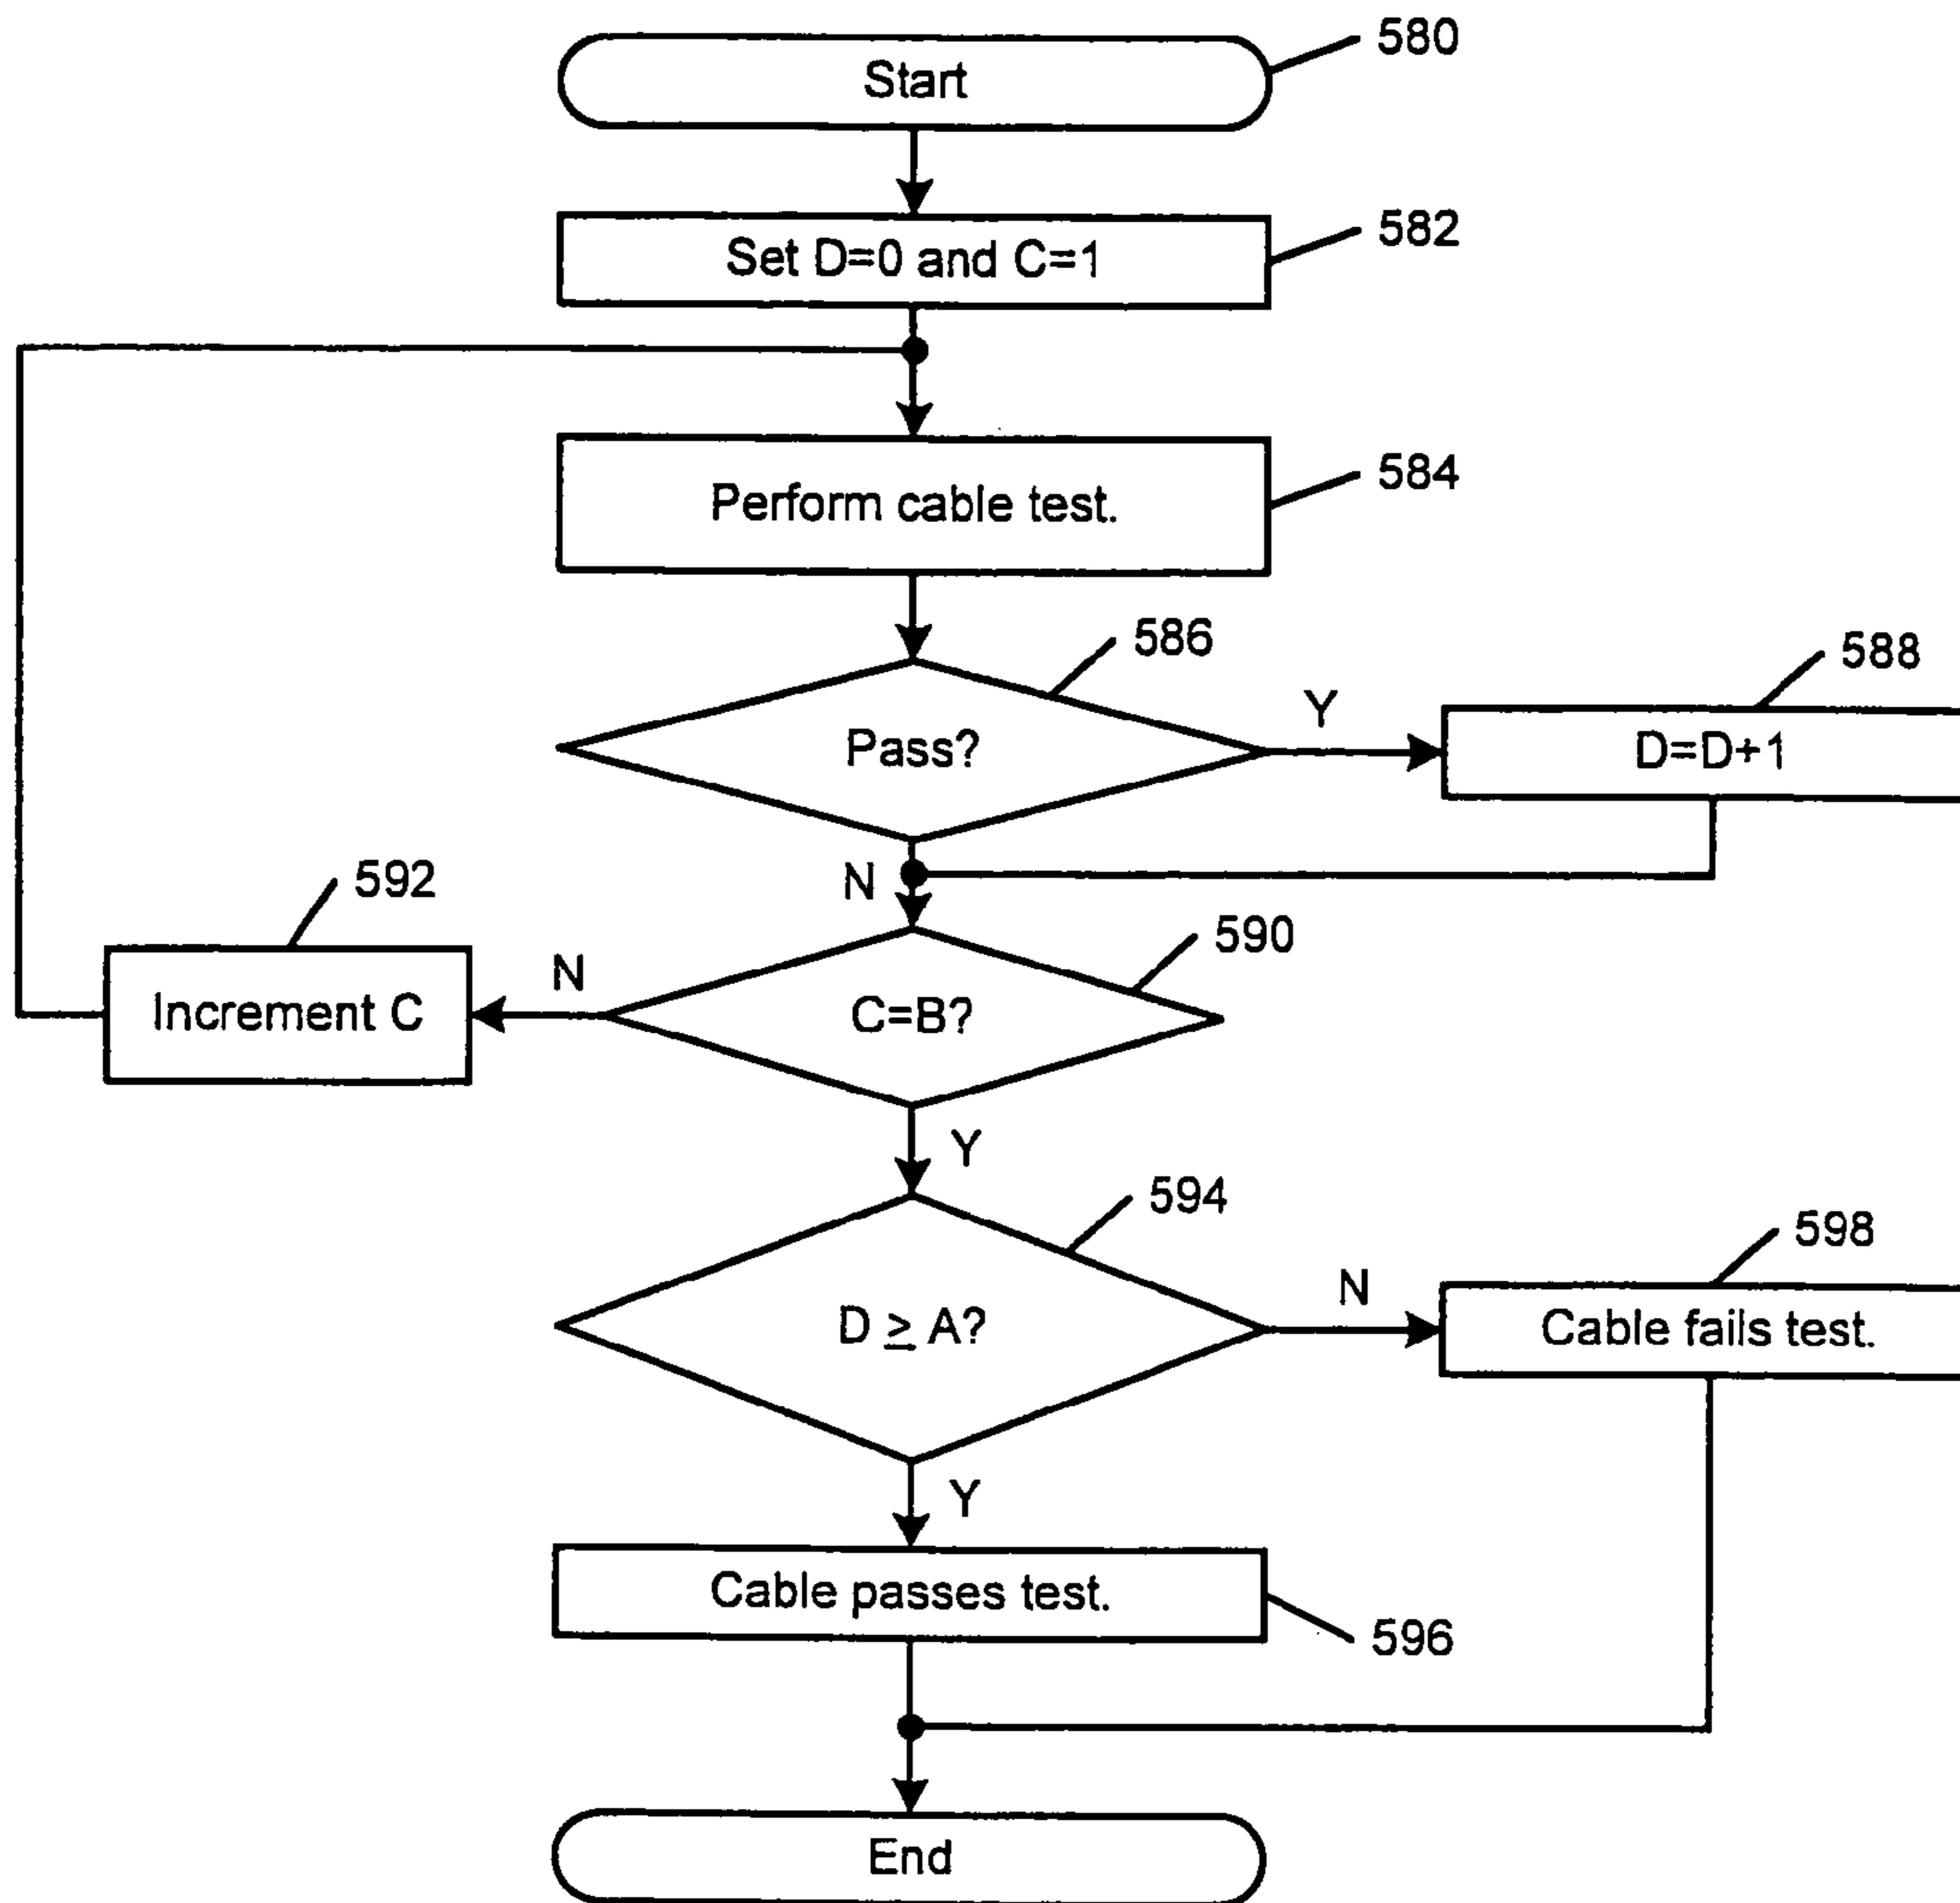 Start
580
Set D=0 and C=1
582
Perform cable test.
584
586
Pass?
Y
588
D=D+1
N
592
Increment C
N
590
C=B?
Y
594
D ≥ A?
N
598
Cable fails test.
Y
Cable passes test.
596
End